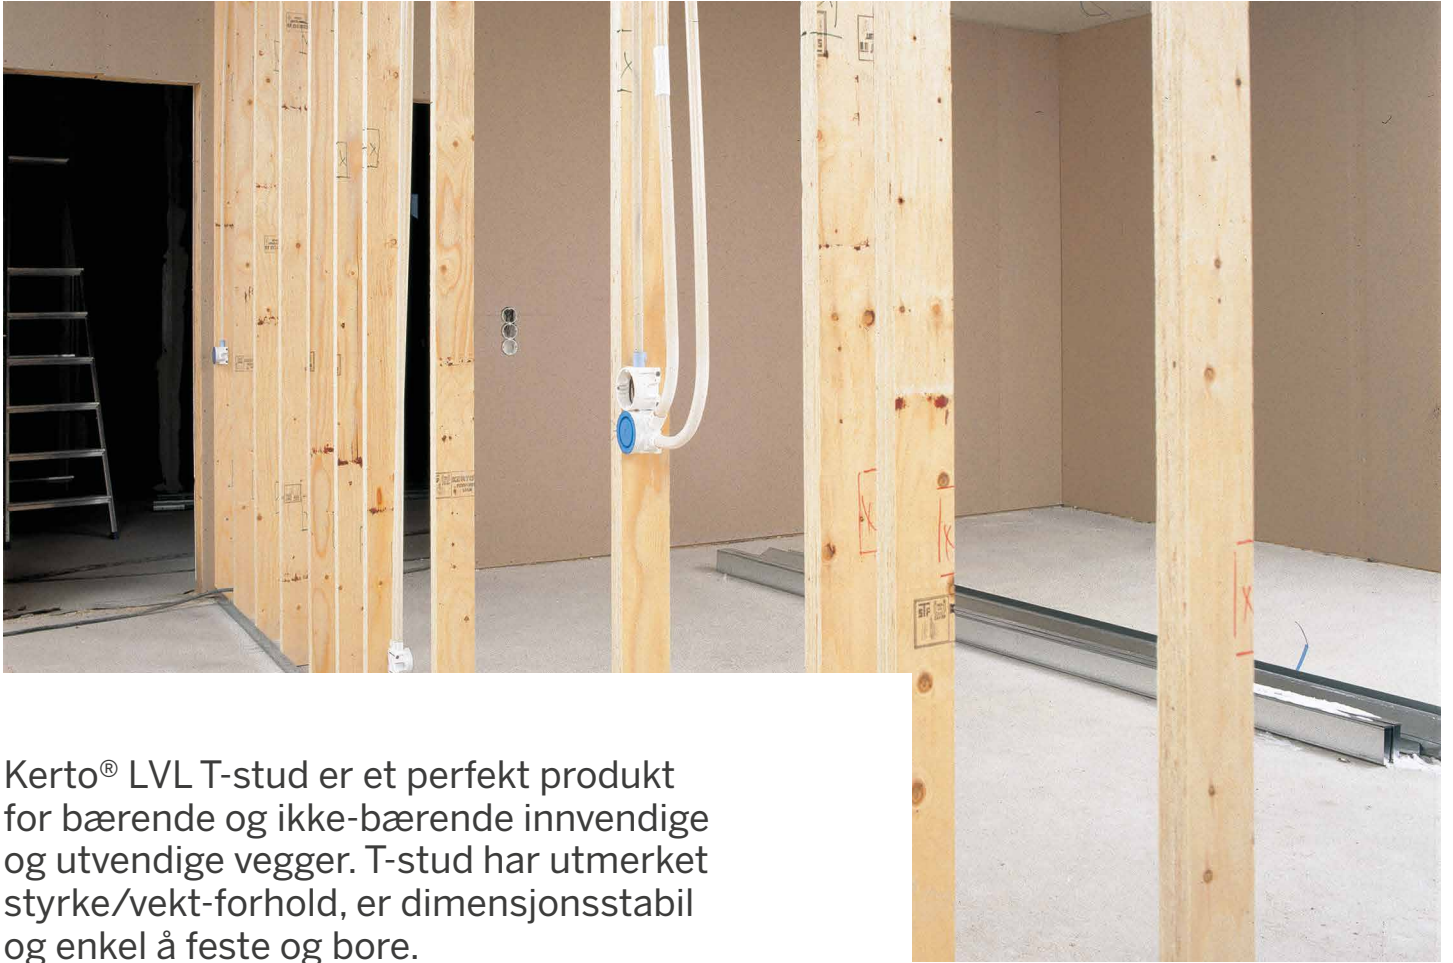 Kerto® LVL T-stud er et perfekt produkt
for bærende og ikke-bærende innvendige
og utvendige vegger. T-stud har utmerket
styrke/vekt-forhold, er dimensjonsstabil
og enkel å feste og bore.